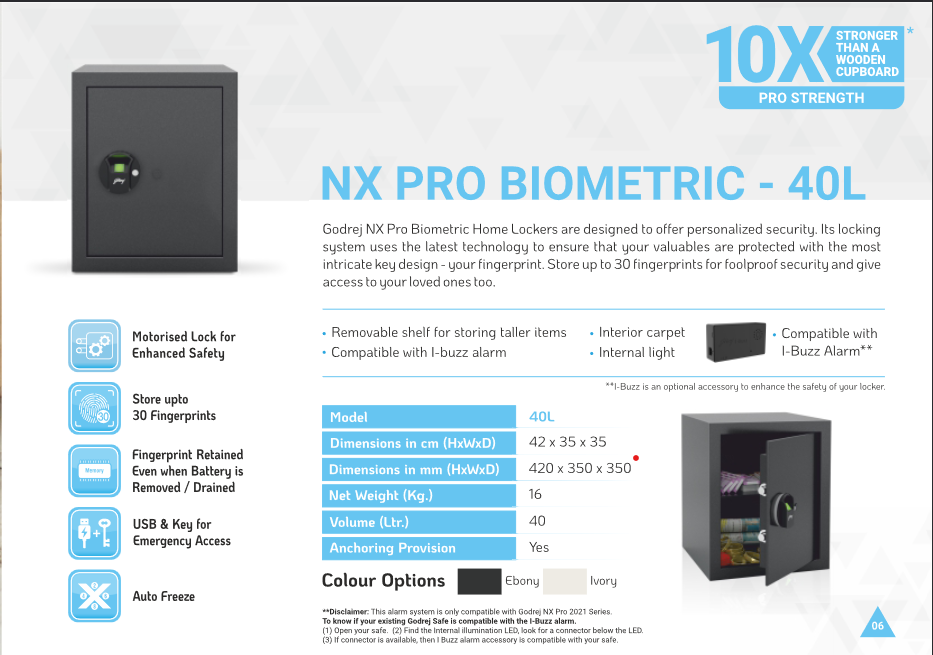 10X
STRONGER
THAN A
WOODEN
CUPBOARD
*
PRO STRENGTH
NX PRO BIOMETRIC - 40L
Godrej NX Pro Biometric Home Lockers are designed to offer personalized security. Its locking
system uses the latest technology to ensure that your valuables are protected with the most
intricate key design - your fingerprint. Store up to 30 fingerprints for foolproof security and give
access to your loved ones too.
• Removable shelf for storing taller items
• Compatible with I-buzz alarm
• Interior carpet
• Internal light
• Compatible with
I-Buzz Alarm**
**I-Buzz is an optional accessory to enhance the safety of your locker.
Motorised Lock for
Enhanced Safety
30
Store upto
30 Fingerprints
Memory
Fingerprint Retained
Even when Battery is
Removed / Drained
USB & Key for
Emergency Access
Auto Freeze
Model 40L
Dimensions in cm (HxWxD) 42 x 35 x 35
Dimensions in mm (HxWxD) 420 x 350 x 350
Net Weight (Kg.) 16
Volume (Ltr.) 40
Anchoring Provision Yes
Colour Options Ebony Ivory
**Disclaimer: This alarm system is only compatible with Godrej NX Pro 2021 Series.
To know if your existing Godrej Safe is compatible with the I-Buzz alarm.
(1) Open your safe. (2) Find the Internal illumination LED, look for a connector below the LED.
(3) If connector is available, then I Buzz alarm accessory is compatible with your safe.
06